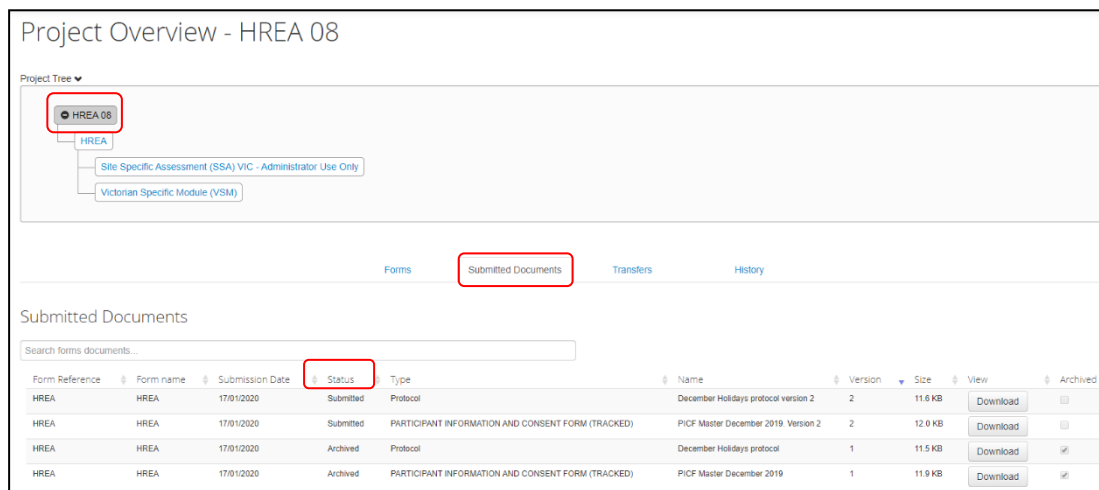 Project Overview - HREA 08
Project Tree
HREA 08
HREA
Site Specific Assessment (SSA) VIC - Administrator Use Only
Victorian Specific Module (VSM)
Forms Submitted Documents Transfers History
Submitted Documents
Search forms documents...
Form Reference Form name Submission Date Status Type Name Version Size View Archived
HREA HREA 17/01/2020 Submitted Protocol December Holidays protocol version 2 2 11.6 KB Download
HREA HREA 17/01/2020 Submitted PARTICIPANT INFORMATION AND CONSENT FORM (TRACKED) PICF Master December 2019. Version 2 2 12.0 KB Download
HREA HREA 17/01/2020 Archived Protocol December Holidays protocol 1 11.5 KB Download
HREA HREA 17/01/2020 Archived PARTICIPANT INFORMATION AND CONSENT FORM (TRACKED) PICF Master December 2019 1 11.9 KB Download